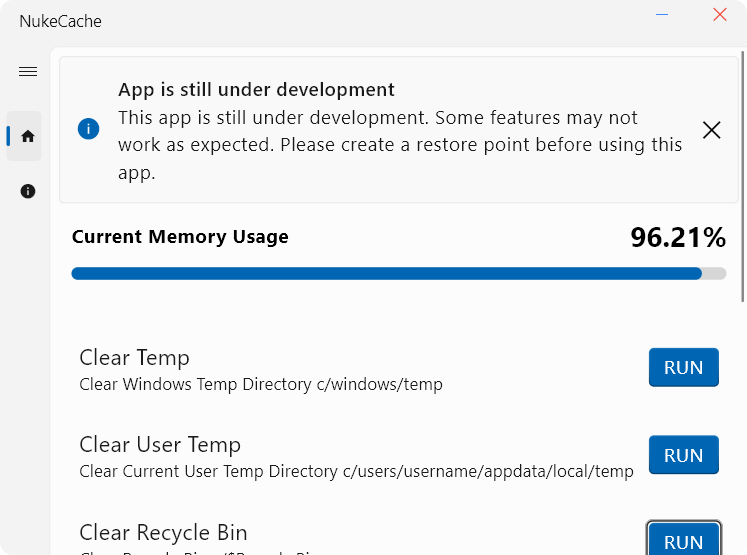 NukeCache
App is still under development
This app is still under development. Some features may not
work as expected. Please create a restore point before using this
app.
Current Memory Usage
96.21%
Clear Temp
Clear Windows Temp Directory c/windows/temp
RUN
Clear User Temp
Clear Current User Temp Directory c/users/username/appdata/local/temp
RUN
Clear Recycle Bin
RUN